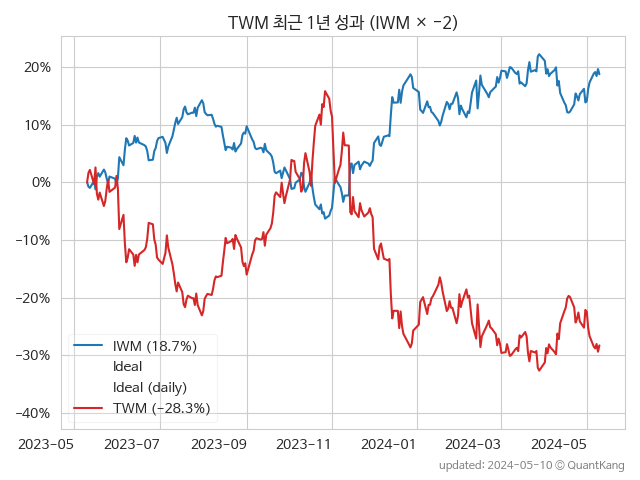 TWM 최근 1년 성과 (IWM × −2)
20%
10%
0%
−10%
−20%
−30%
−40%
IWM (18.7%)
Ideal
Ideal (daily)
TWM (−28.3%)
2023-05 2023-07 2023-09 2023-11 2024-01 2024-03 2024-05
updated: 2024-05-10 © QuantKang